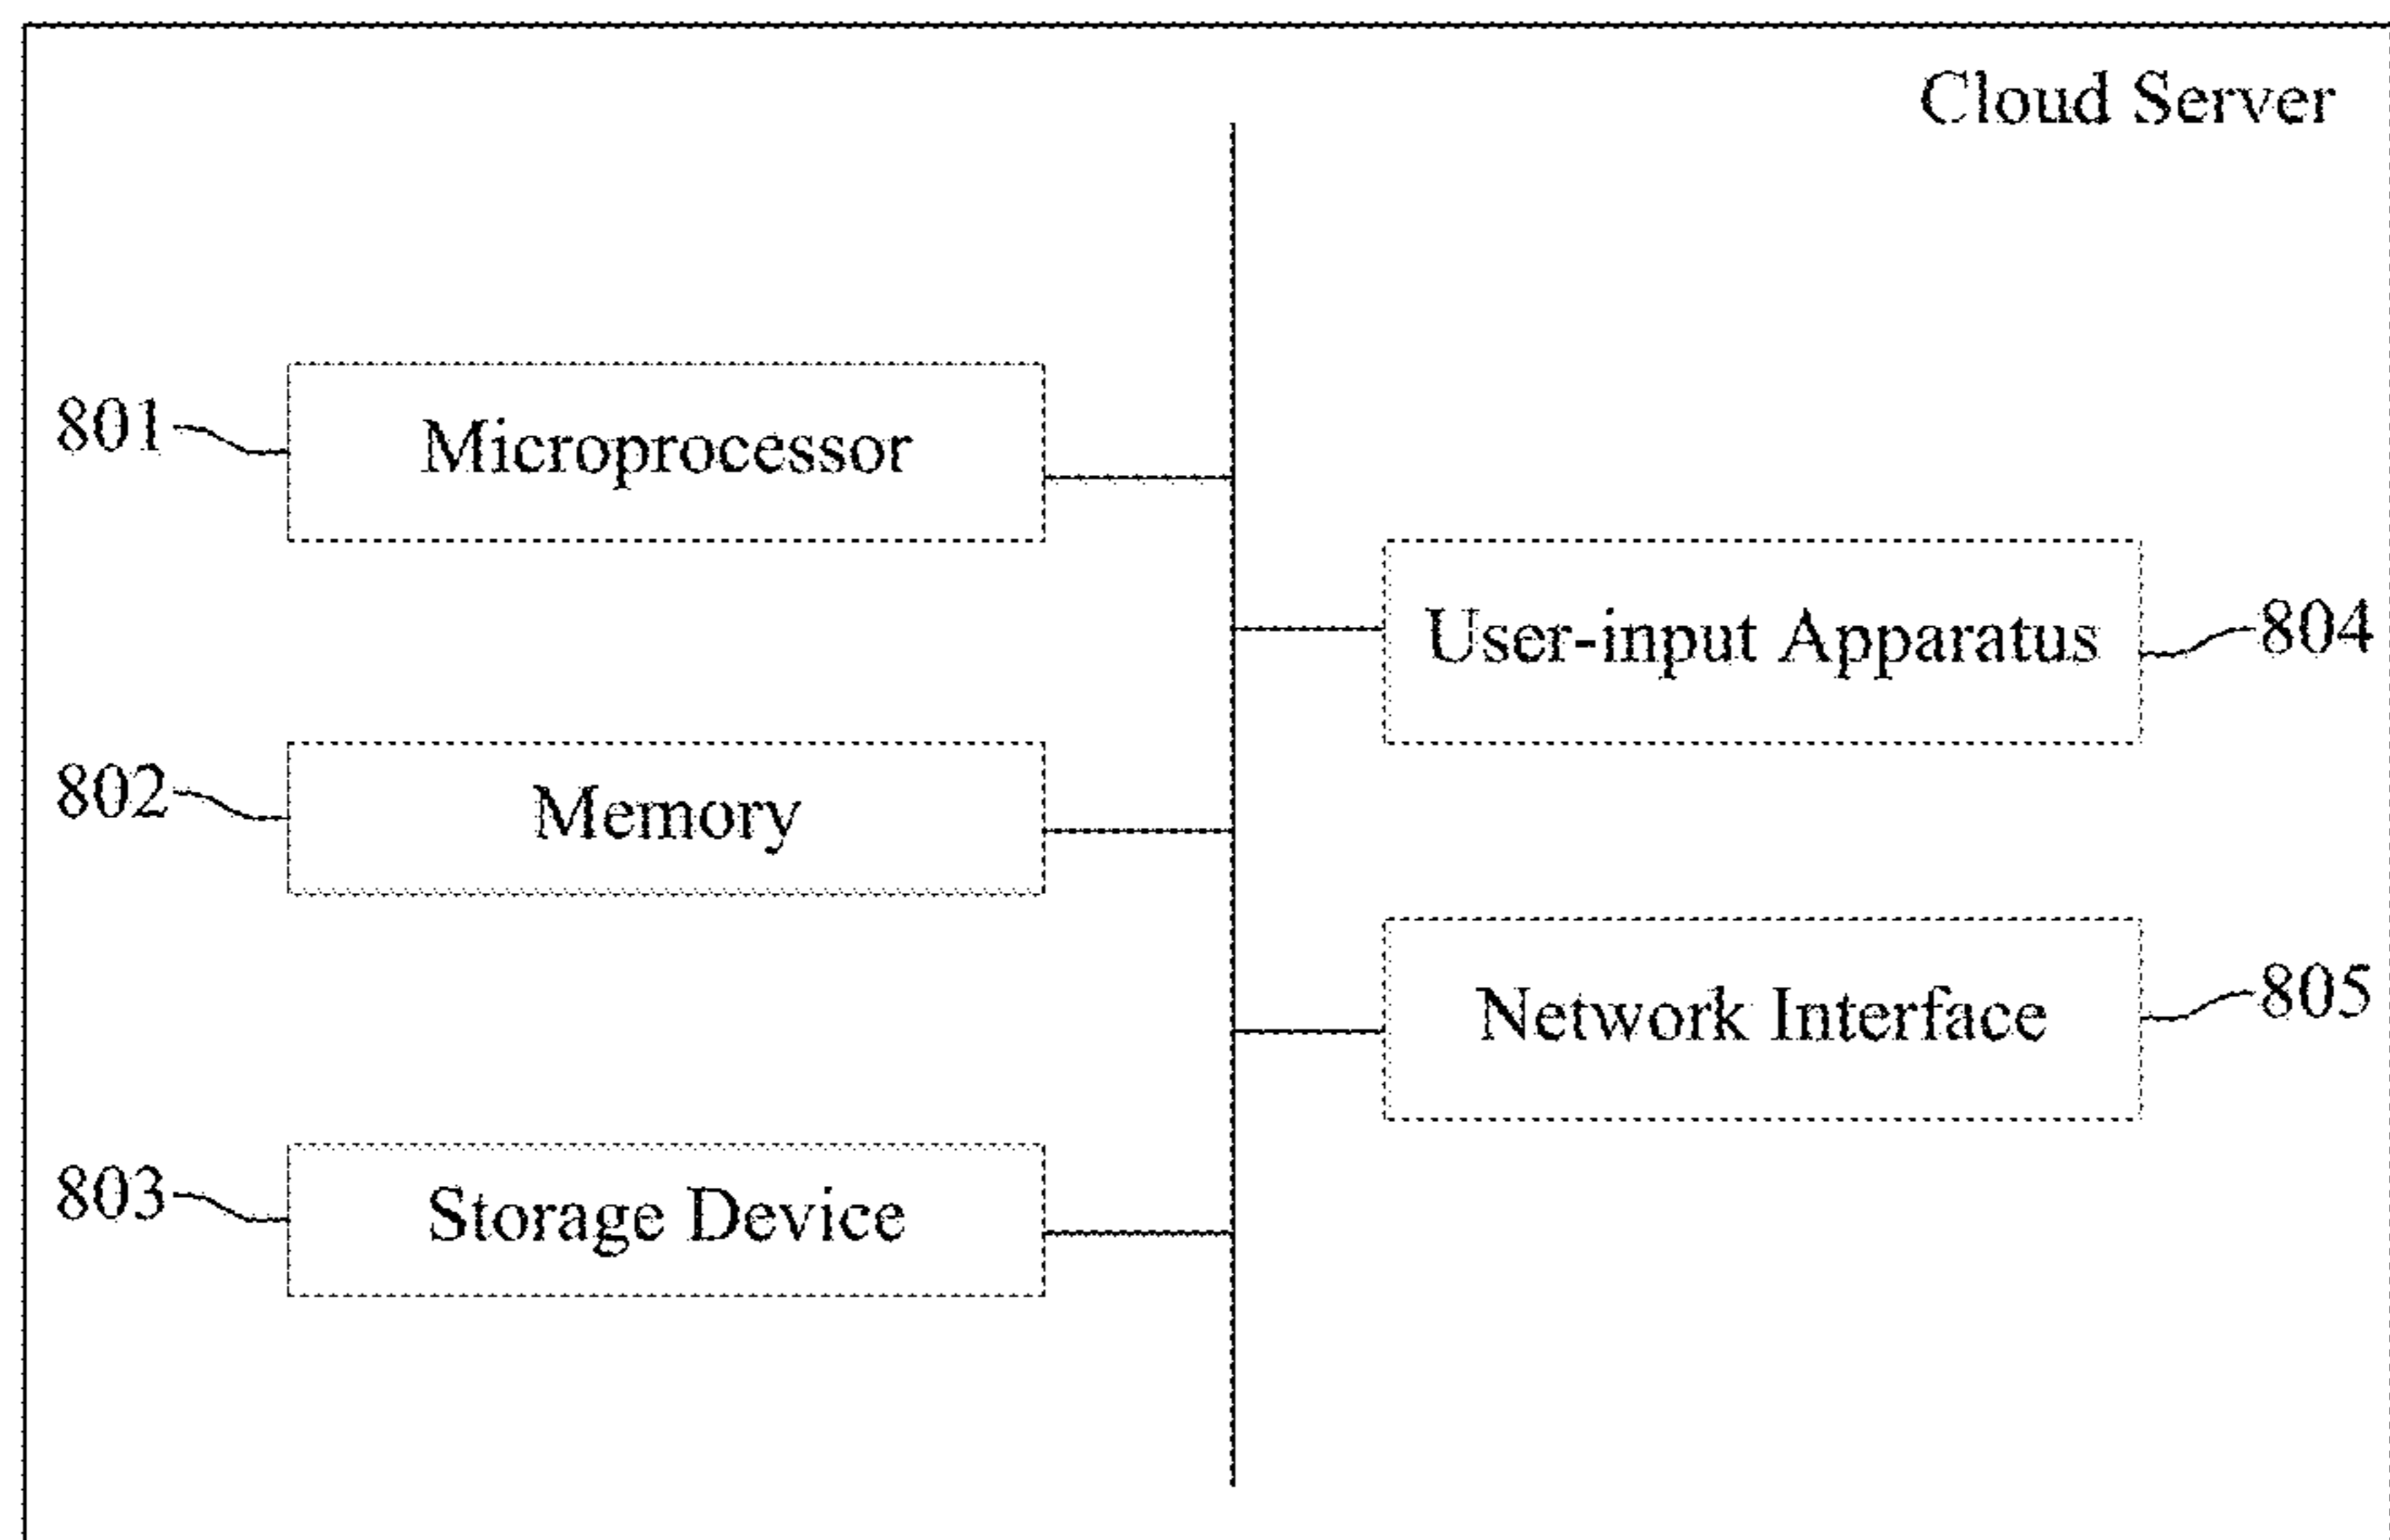 Cloud Server
801
Microprocessor
User-input Apparatus
804
802
Memory
Network Interface
805
803
Storage Device